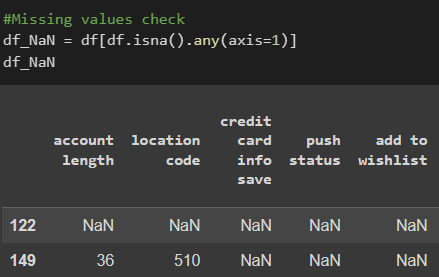 #Missing values check
df_NaN = df[df.isna().any(axis=1)]
df_NaN
credit
account location card push add to
length code info status wishlist
save
122 NaN NaN NaN NaN NaN
149 36 510 NaN NaN NaN